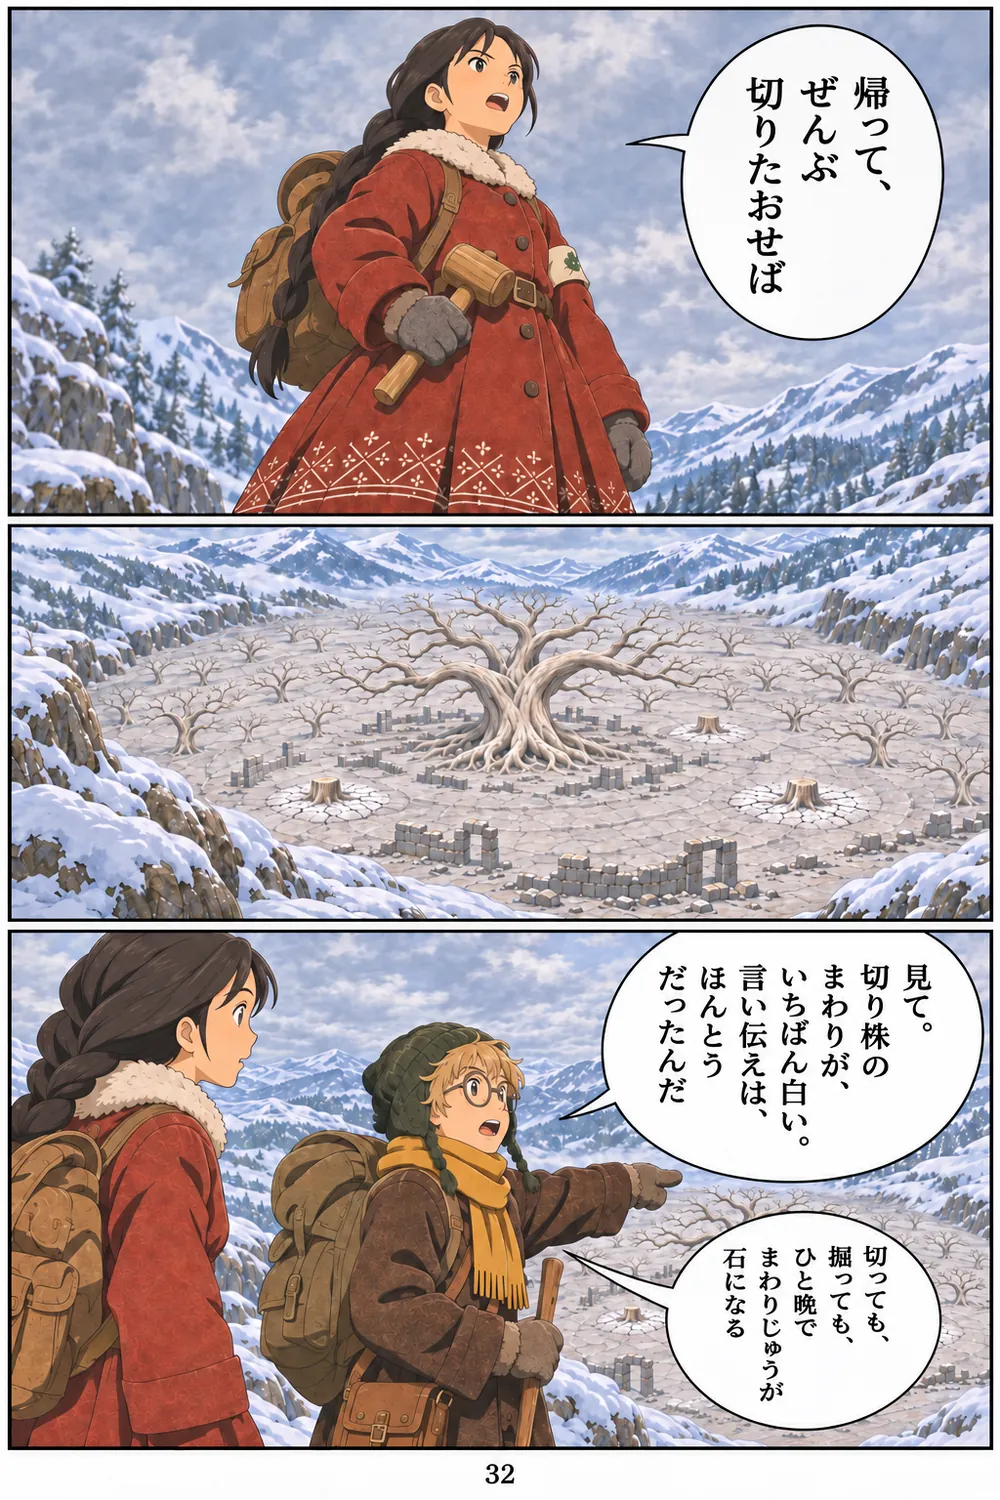 帰って、
ぜんぶ
切りたおせば
見て。
切り株の
まわりが、
いちばん白い。
言い伝えは、
ほんとう
だったんだ
切っても、
掘っても、
ひと晩で
まわりじゅうが
石になる
32